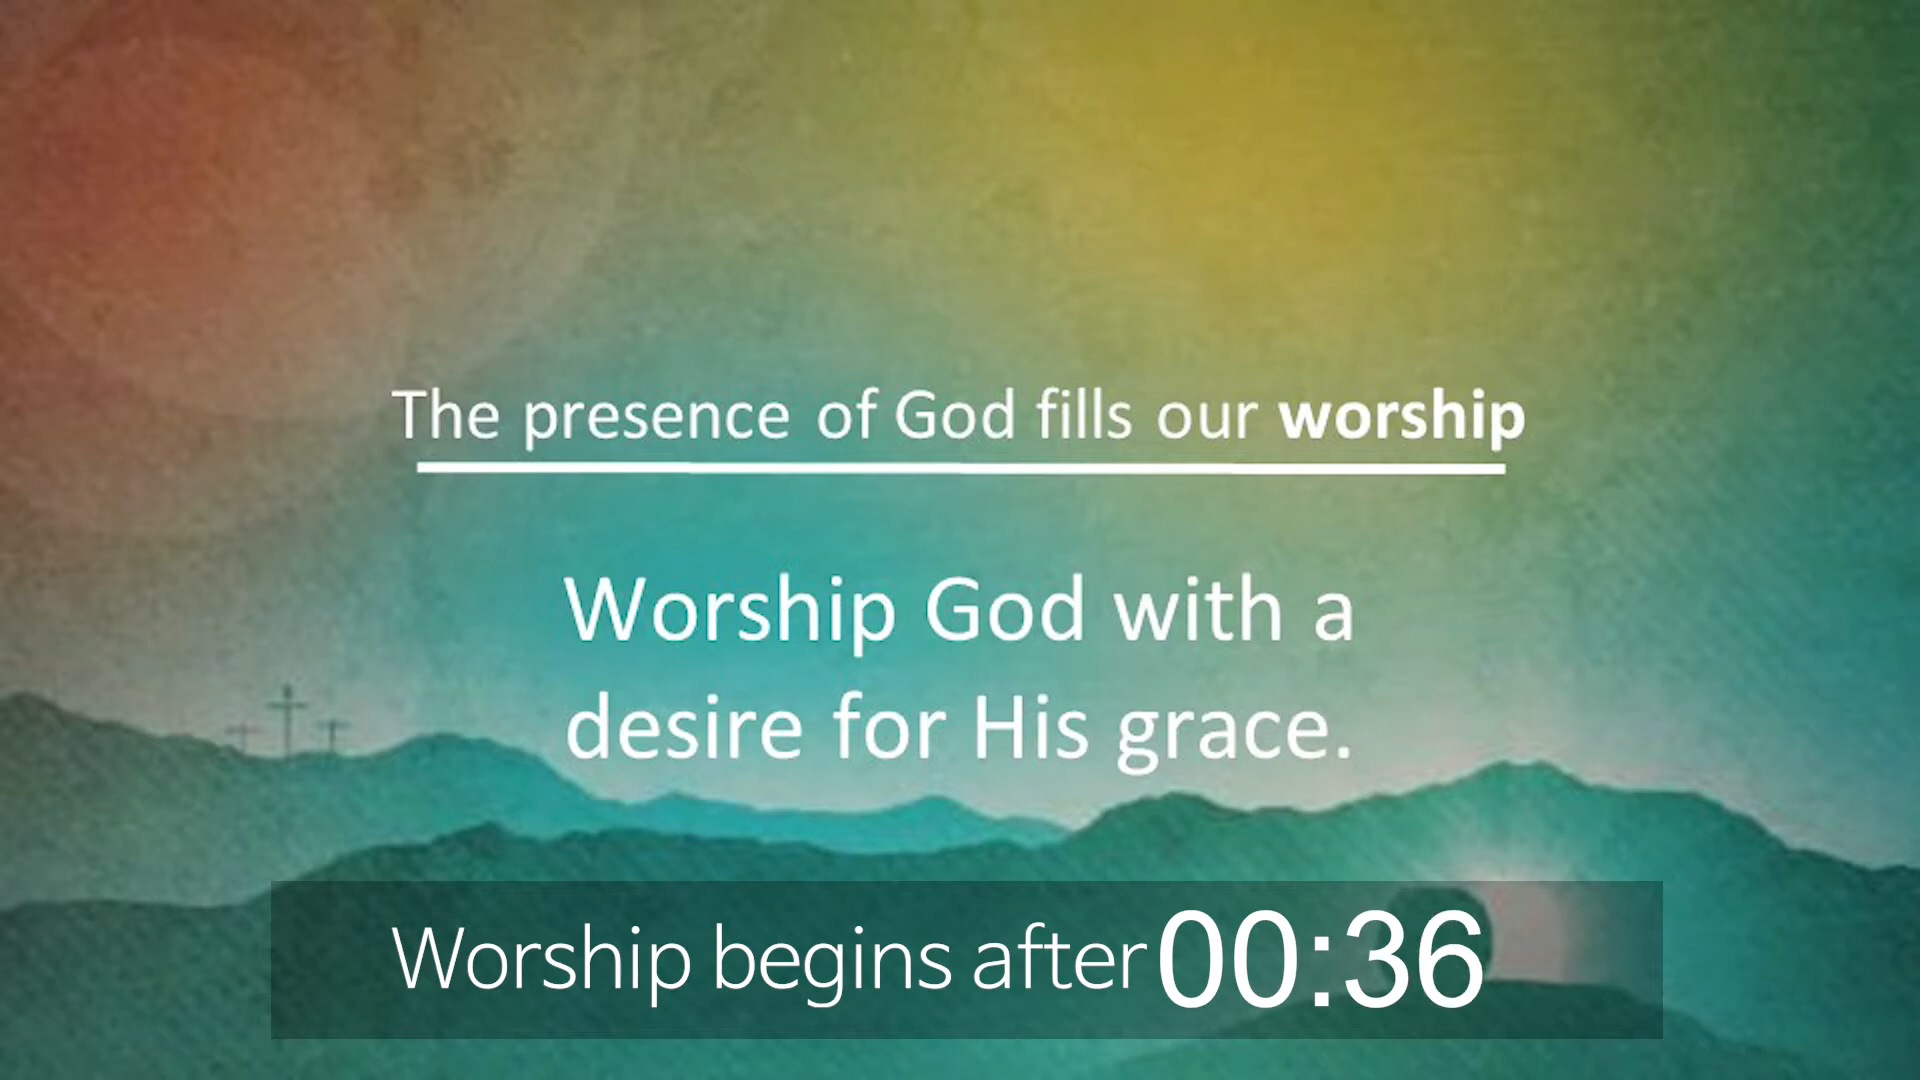 The presence of God fills our worship
Worship God with a
desire for His grace.
Worship begins after 00:36